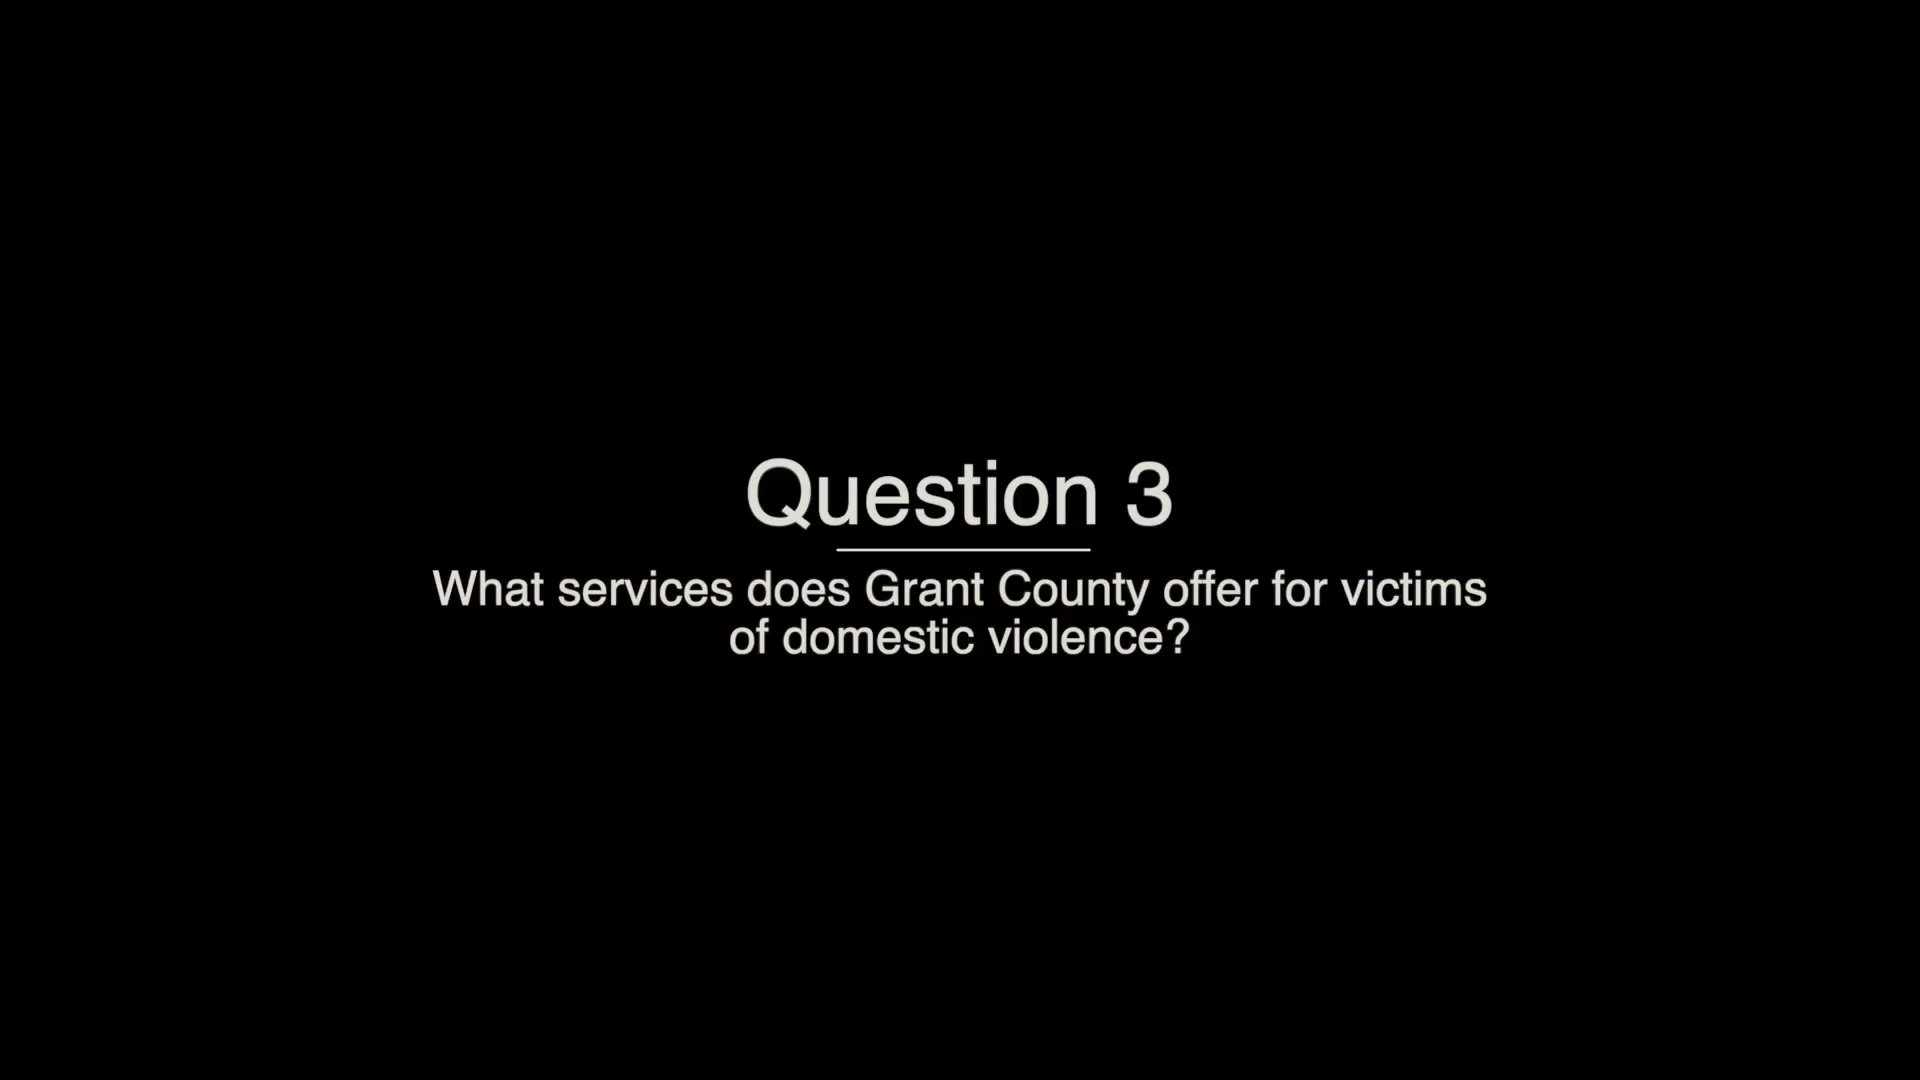 Question 3
What services does Grant County offer for victims
of domestic violence?